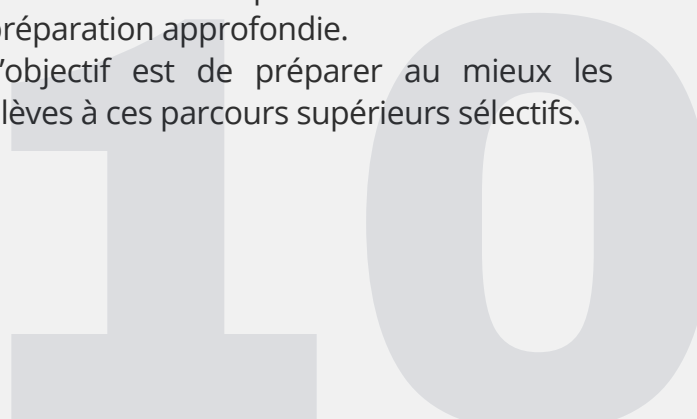 préparation approfondie.
'objectif est de préparer au mieux les
lèves à ces parcours supérieurs sélectifs.
10